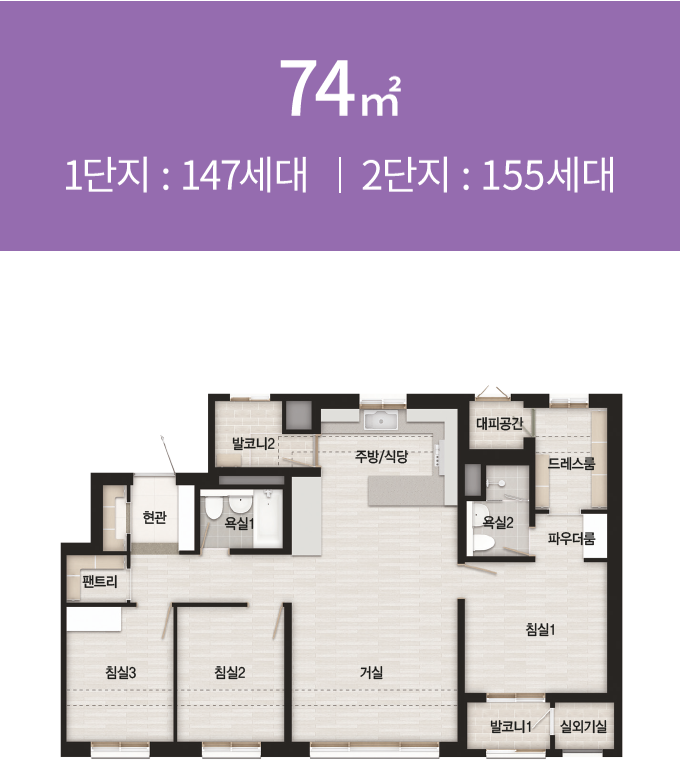 74㎡
1단지 : 147세대 | 2단지 : 155세대
대피공간
발코니2
주방/식당
드레스룸
현관
욕실1
욕실2
파우더룸
팬트리
침실1
침실3
침실2
거실
발코니1
실외기실